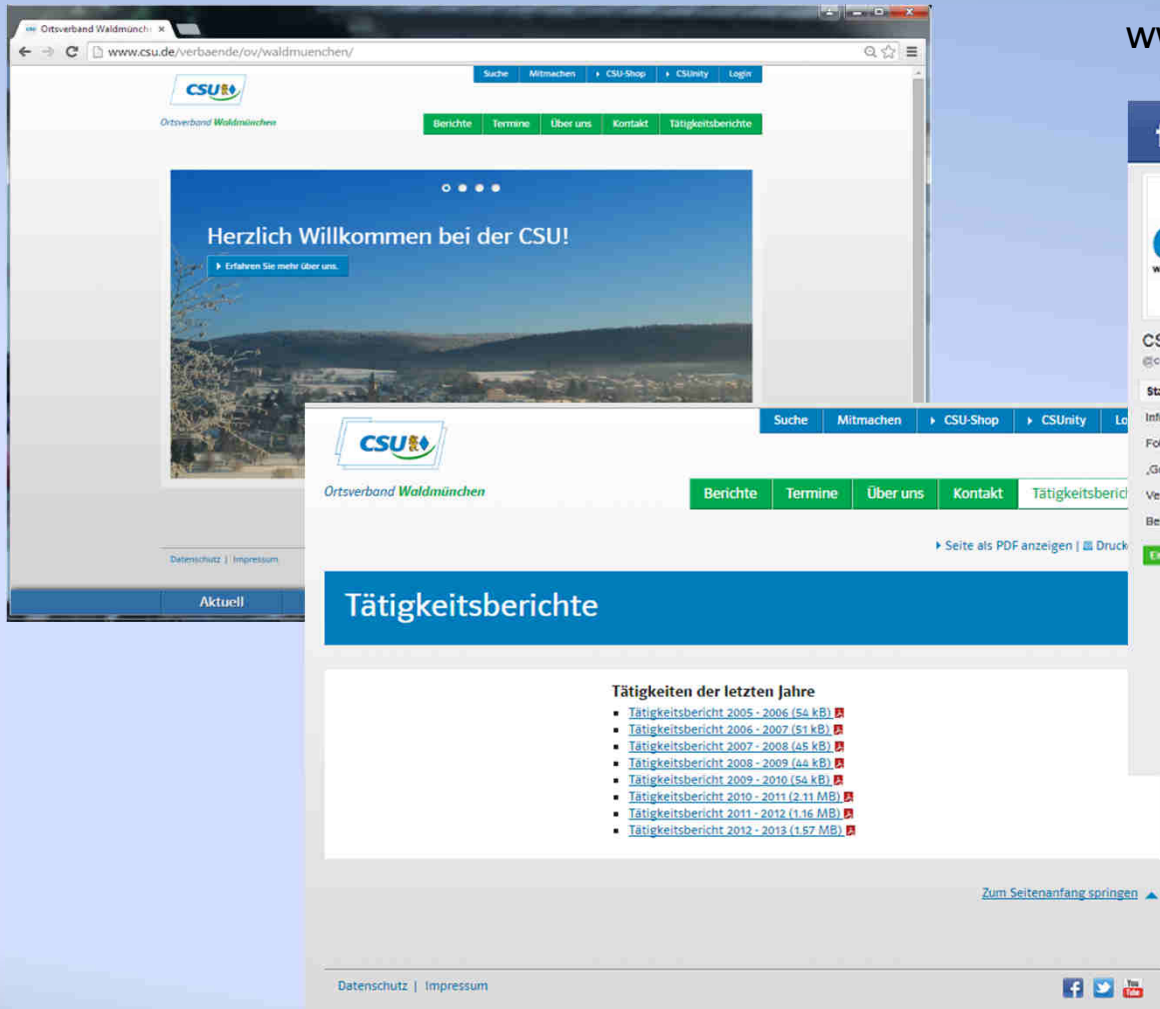 Ortsverband Waldmünch
www.csu.de/verbaende/ov/waldmuenchen/
CSU
Suche Mitmachen CSU-Shop CSUnity Login
Ortsverband Waldmünchen
Berichte Termine Über uns Kontakt Tätigkeitsberichte
Herzlich Willkommen bei der CSU!
Erfahren Sie mehr über uns.
Datenschutz | Impressum
Aktuell
CSU
Suche Mitmachen CSU-Shop CSUnity Lo
Ortsverband Waldmünchen
Berichte Termine Über uns Kontakt Tätigkeitsberic
Seite als PDF anzeigen | Druck
Tätigkeitsberichte
Tätigkeiten der letzten Jahre
Tätigkeitsbericht 2005 - 2006 (54 kB)
Tätigkeitsbericht 2006 - 2007 (51 kB)
Tätigkeitsbericht 2007 - 2008 (45 kB)
Tätigkeitsbericht 2008 - 2009 (44 kB)
Tätigkeitsbericht 2009 - 2010 (54 kB)
Tätigkeitsbericht 2010 - 2011 (2.11 MB)
Tätigkeitsbericht 2011 - 2012 (1.16 MB)
Tätigkeitsbericht 2012 - 2013 (1.57 MB)
Zum Seitenanfang springen
Datenschutz | Impressum
You Tube